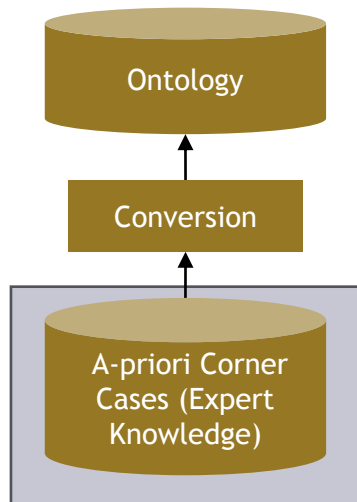 Ontology
Conversion
A-priori Corner
Cases (Expert
Knowledge)